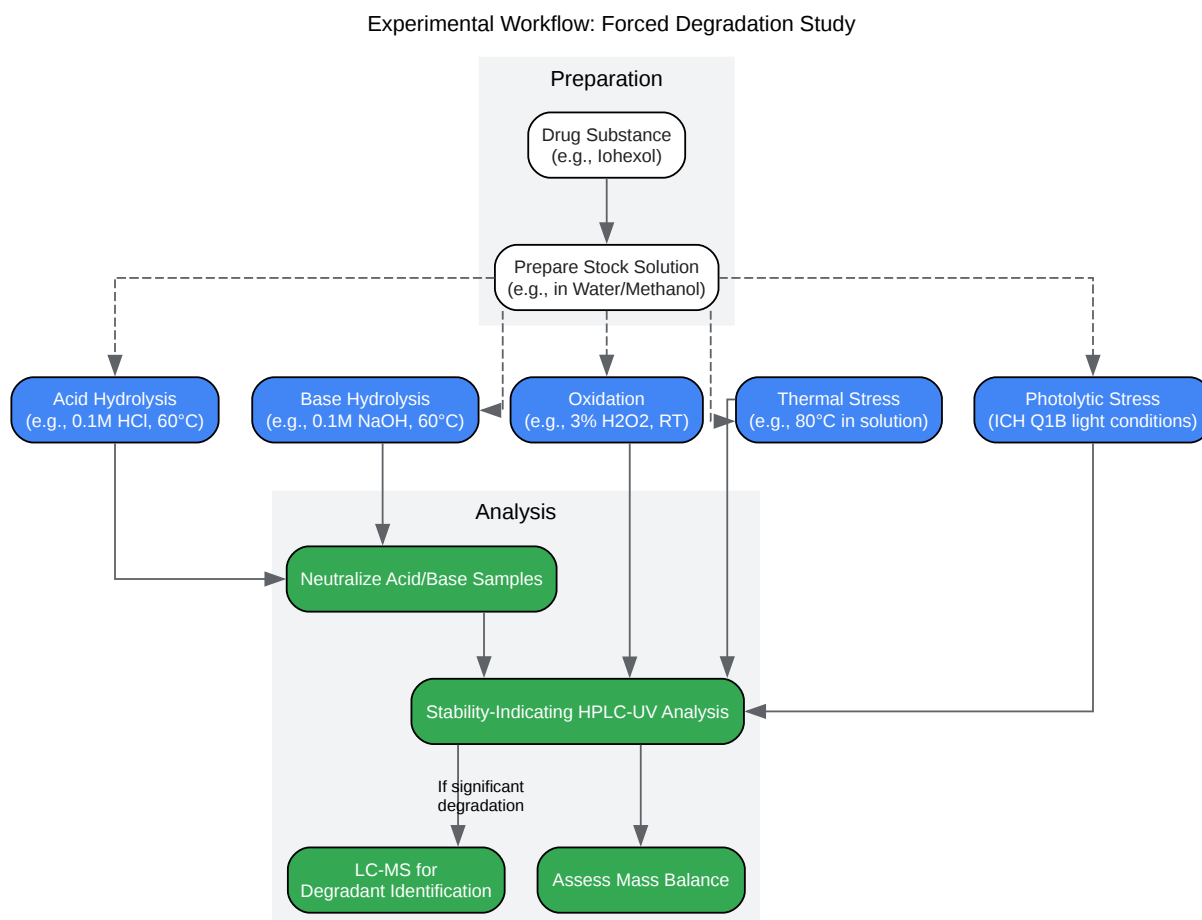 Experimental Workflow: Forced Degradation Study
Preparation
Drug Substance
(e.g., Iohexol)
Prepare Stock Solution
(e.g., in Water/Methanol)
Acid Hydrolysis
(e.g., 0.1M HCl, 60°C)
Base Hydrolysis
(e.g., 0.1M NaOH, 60°C)
Oxidation
(e.g., 3% H2O2, RT)
Thermal Stress
(e.g., 80°C in solution)
Photolytic Stress
(ICH Q1B light conditions)
Analysis
Neutralize Acid/Base Samples
Stability-Indicating HPLC-UV Analysis
If significant
degradation
LC-MS for
Degradant Identification
Assess Mass Balance